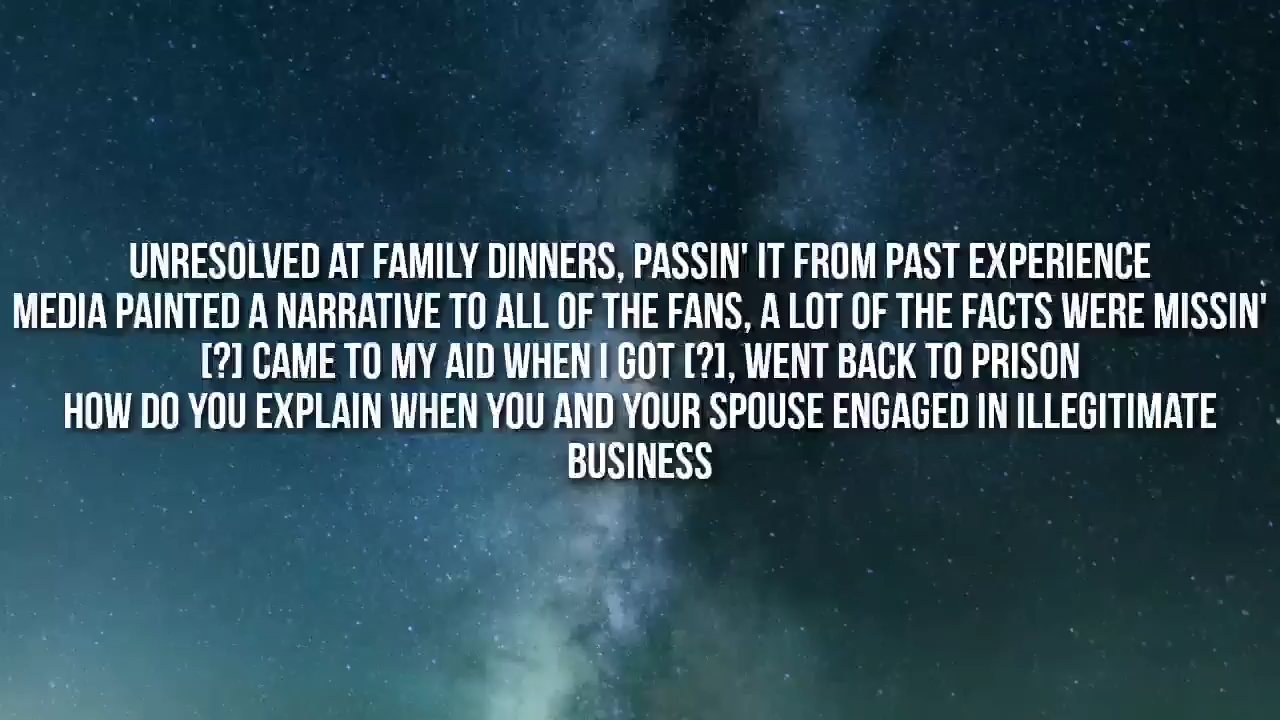 UNRESOLVED AT FAMILY DINNERS, PASSIN' IT FROM PAST EXPERIENCE
MEDIA PAINTED A NARRATIVE TO ALL OF THE FANS, A LOT OF THE FACTS WERE MISSIN'
[?] CAME TO MY AID WHEN I GOT [?], WENT BACK TO PRISON
HOW DO YOU EXPLAIN WHEN YOU AND YOUR SPOUSE ENGAGED IN ILLEGITIMATE
BUSINESS